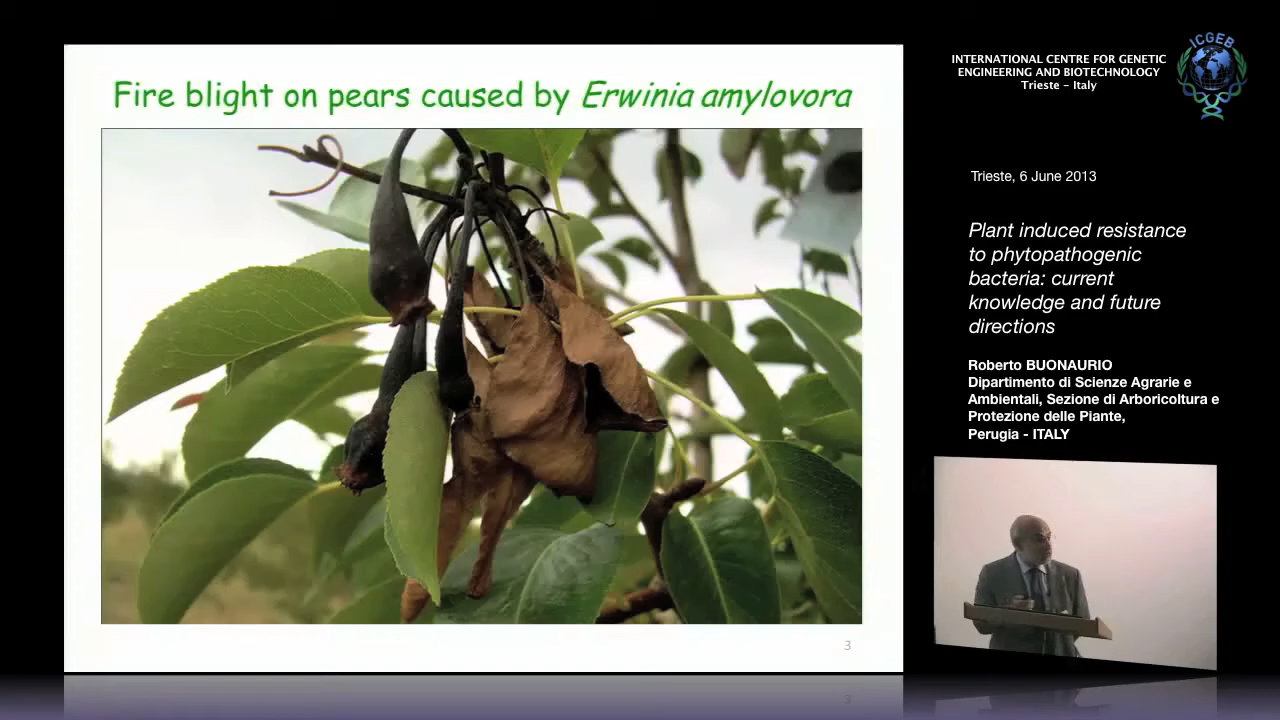 Fire blight on pears caused by Erwinia amylovora
3
INTERNATIONAL CENTRE FOR GENETIC
ENGINEERING AND BIOTECHNOLOGY
Trieste - Italy
ICGEB
Trieste, 6 June 2013
Plant induced resistance
to phytopathogenic
bacteria: current
knowledge and future
directions
Roberto BUONAURIO
Dipartimento di Scienze Agrarie e
Ambientali, Sezione di Arboricoltura e
Protezione delle Piante,
Perugia - ITALY